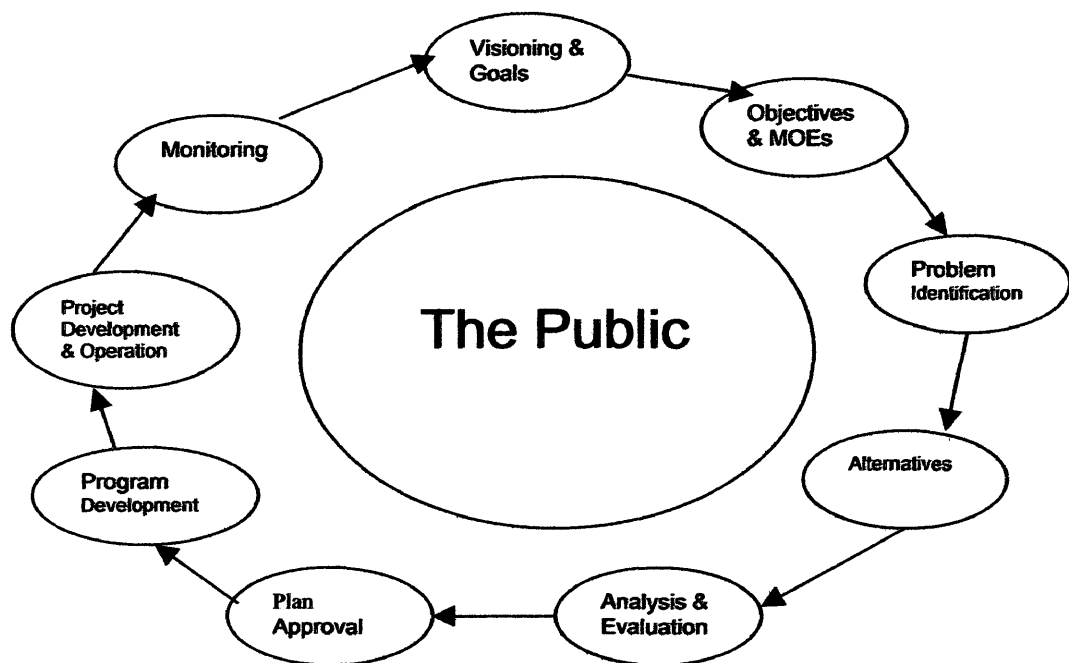 Visioning &
Goals
Objectives
& MOEs
Problem
Identification
Alternatives
Analysis &
Evaluation
Plan
Approval
Program
Development
Project
Development
& Operation
Monitoring
The Public